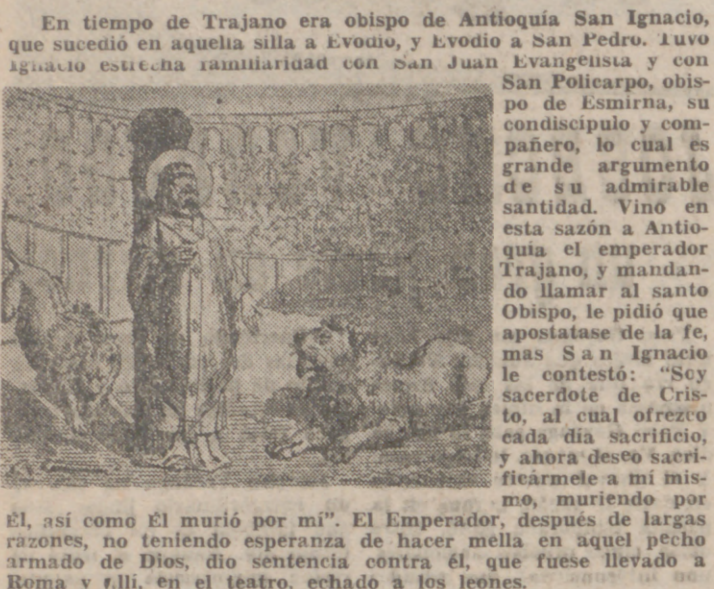 En tiempo de Trajano era obispo de Antioquía San Ignacio,
que sucedió en aquella silla a Evodio, y Evodio a San Pedro. Tuvo
Ignacio estrecha familiaridad con San Juan Evangelista y con
San Policarpo, obis-
po de Esmirna, su
condiscípulo y com-
pañero, lo cual es
grande argumento
de su admirable
santidad. Vino en
esta sazón a Antio-
quía el emperador
Trajano, y mandan-
do llamar al santo
Obispo, le pidió que
apostatase de la fe,
mas San Ignacio
le contestó: "Soy
sacerdote de Cris-
to, al cual ofrezco
cada día sacrificio,
y ahora deseo sacri-
ficármele a mí mis-
mo, muriendo por
Él, así como Él murió por mí". El Emperador, después de largas
razones, no teniendo esperanza de hacer mella en aquel pecho
armado de Dios, dio sentencia contra él, que fuese llevado a
Roma y allí, en el teatro, echado a los leones.